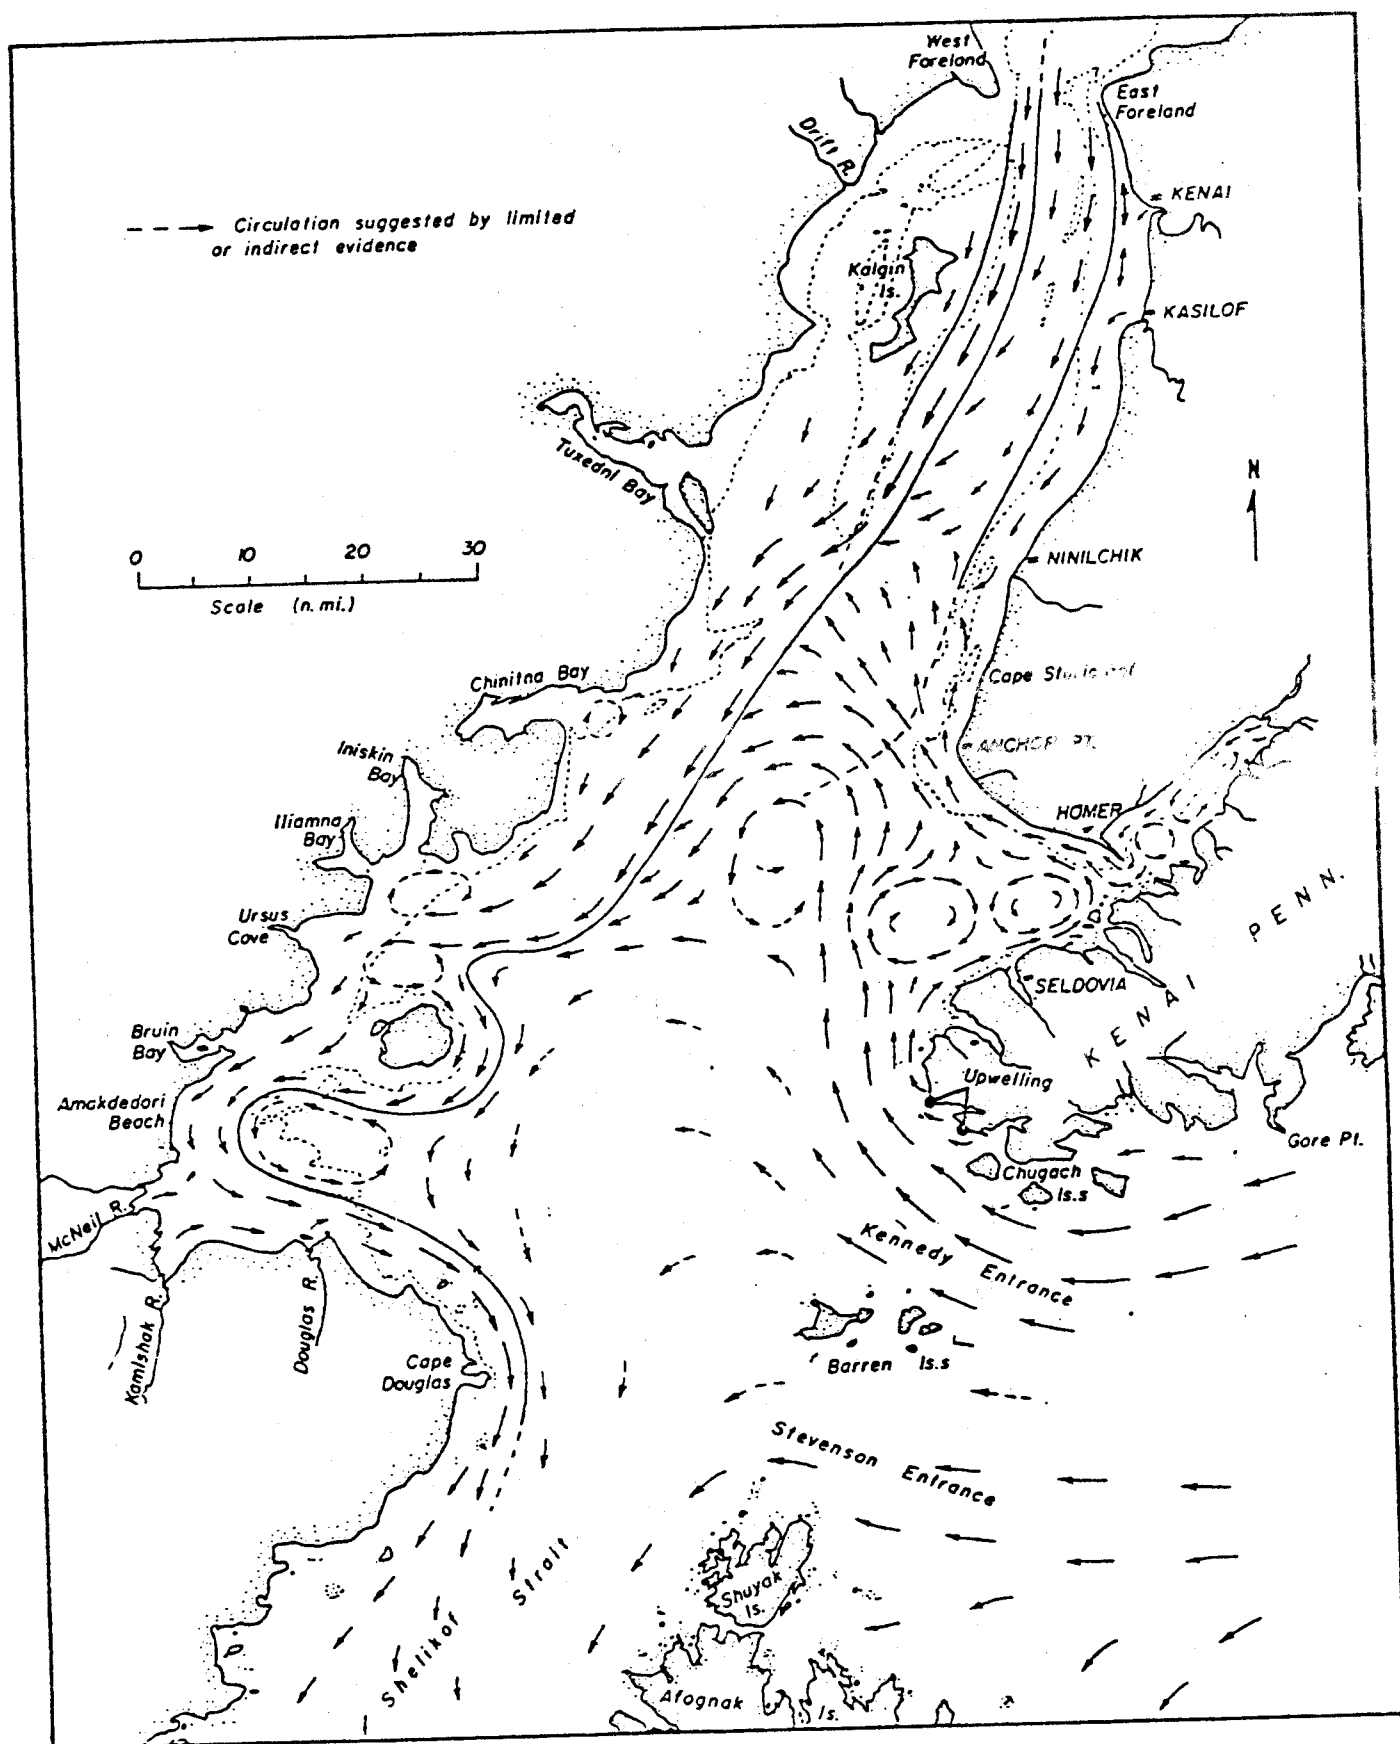 West
Foreland
East
Foreland
Drift R.
KENAI
Circulation suggested by limited
or indirect evidence
Kalgin
Is.
KASILOF
Tuxedni Bay
N
0 10 20 30
Scale (n. mi.)
NINILCHIK
Chinitna Bay
Cape
Iniskin
Bay
ANCHOR PT.
HOMER
Iliamna
Bay
Ursus
Cove
KENAI PENN.
SELDOVIA
Bruin
Bay
Upwelling
Amakdedori
Beach
Gore Pt.
Chugach
Is.s
McNeil R.
Kennedy Entrance
Kamishak R.
Douglas R.
Barren Is.s
Cape
Douglas
Stevenson Entrance
Shelikof Strait
Shuyak
Is.
Afognak Is.